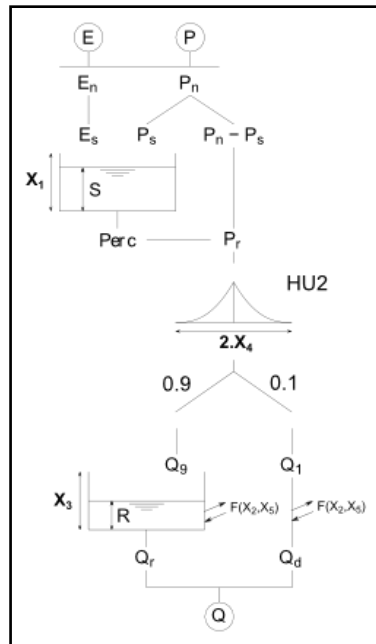 E P
Eₙ Pₙ
Eₛ Pₛ Pₙ – Pₛ
X₁ S
Perc Pᵣ
HU2
2.X₄
0.9 0.1
Q₉ Q₁
X₃ R F(X₂,X₅) F(X₂,X₅)
Qᵣ Q_d
Q